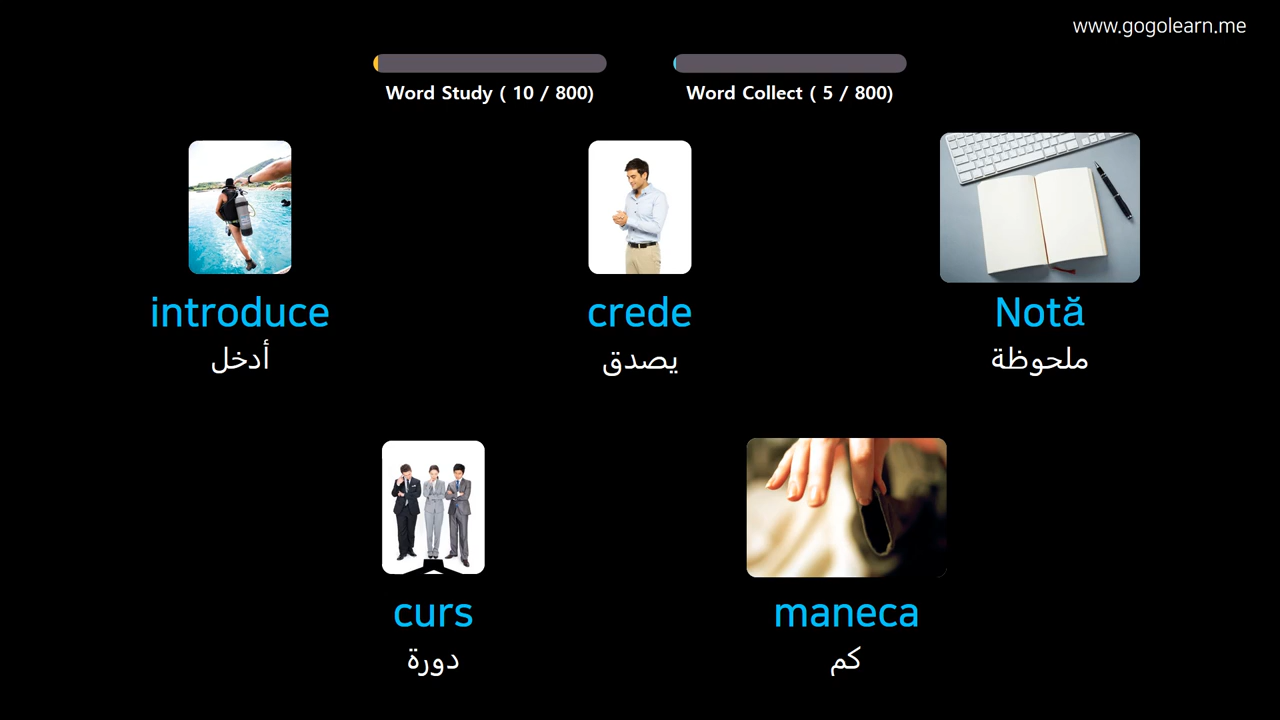 www.gogolearn.me
Word Study ( 10 / 800)
Word Collect ( 5 / 800)
introduce
أدخل
crede
يصدق
Notă
ملحوظة
curs
دورة
maneca
كم